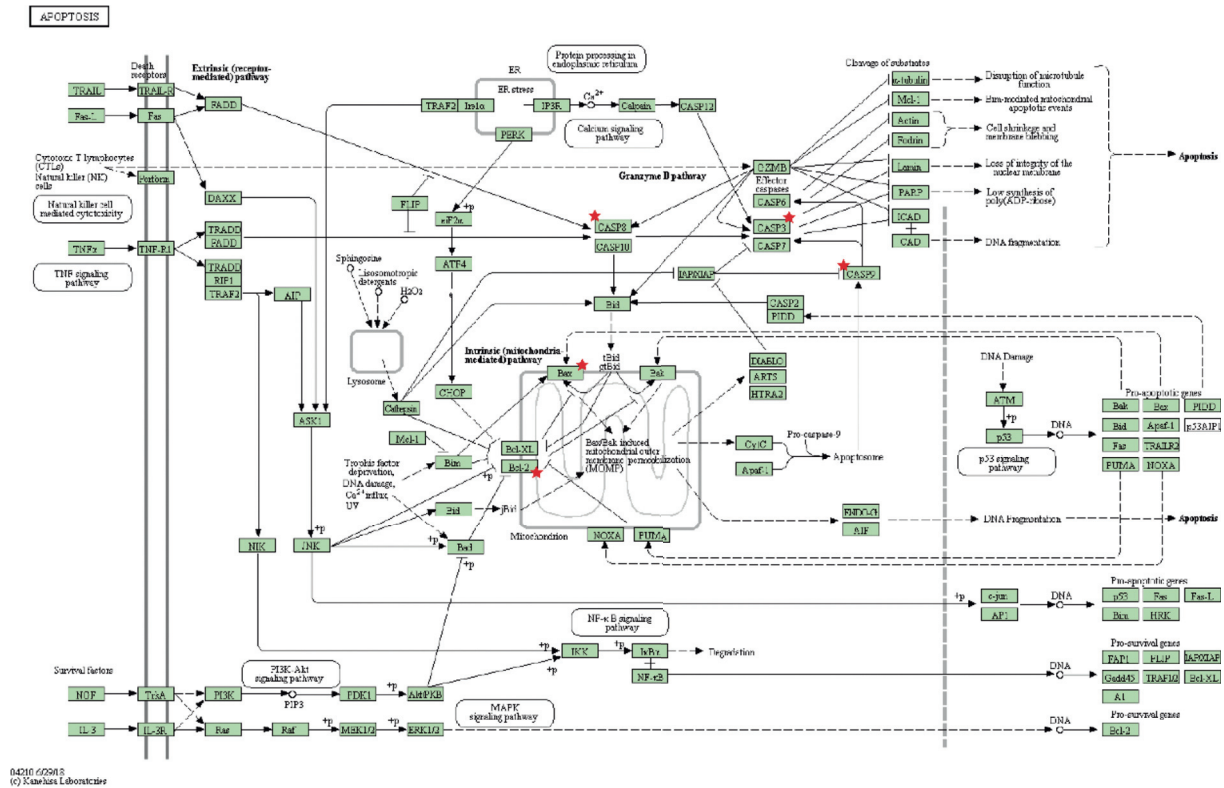 APOPTOSIS
Death receptors
Extrinsic (receptor-mediated) pathway
TRAIL
TRAIL-R
FADD
Fas-L
Fas
Cytotoxic T lymphocytes (CTLs)
Natural killer (NK) cells
Perforin
DAXX
Natural killer cell mediated cytotoxicity
TNFα
TNF-R1
TRADD
FADD
TNF signaling pathway
TRADD
RIP1
TRAF2
ER
Protein processing in endoplasmic reticulum
ER stress
TRAF2
Ire1α
IP3R
Ca2+
Calpain
CASP12
PERK
Calcium signaling pathway
Granzyme B pathway
GZMB
Effector caspases
CASP6
CASP3
CASP7
FLIP
+p
eIF2α
CASP8
CASP10
ATF4
IAP/XIAP
CASP9
Sphingosine
Lisosomotropic detergents
H2O2
Bid
CASP2
PIDD
Lysosome
Intrinsic (mitochondria-mediated) pathway
tBid
Bax
Bak
DIABLO
ARTS
HTRA2
CHOP
Cathepsin
ASK1
Mcl-1
Bcl-XL
Bcl-2
Bim
+p
Bax/Bak induced mitochondrial outer membrane permeabilization (MOMP)
CytC
Pro-caspase-9
Apaf-1
Apoptosome
Trophis factor deprivation,
DNA damage,
Ca2+ influx,
UV
Bid
jBid
Bad
Mitochondrion
NOXA
PUMA
ENDO-G
AIF
DNA Fragmentation
Apoptosis
NIK
+p
JNK
+p
+p
Cleavage of substrates
α-tubulin
Disruption of microtubule function
Mcl-1
Bim-mediated mitochondrial apoptotic events
Actin
Fodrin
Cell shrinkage and membrane blebbing
Lamin
Loss of integrity of the nuclear membrane
PARP
Low synthesis of poly(ADP-ribose)
ICAD
CAD
DNA fragmentation
Apoptosis
DNA Damage
ATM
+p
p53
DNA
p53 signaling pathway
Pro-apoptotic genes
Bak
Bax
PIDD
Bid
Apaf-1
p53AIP1
Fas
TRAILR2
PUMA
NOXA
+p
c-jun
AP1
DNA
Pro-apoptotic genes
p53
Fas
Fas-L
Bim
HRK
NF-κB signaling pathway
+p
+p
IKK
+p
IκBα
Degradation
NF-κB
DNA
Pro-survival genes
FAP1
FLIP
IAP/XIAP
Gadd45
TRAF1/2
Bcl-XL
A1
Survival factors
PI3K-Akt signaling pathway
NGF
TrkA
PI3K
PIP3
PDK1
+p
Akt/PKB
IL-3
IL-3R
Ras
Raf
+p
MEK1/2
+p
ERK1/2
MAPK signaling pathway
DNA
Pro-survival genes
Bcl-2
04210 6/29/18
(c) Kanehisa Laboratories